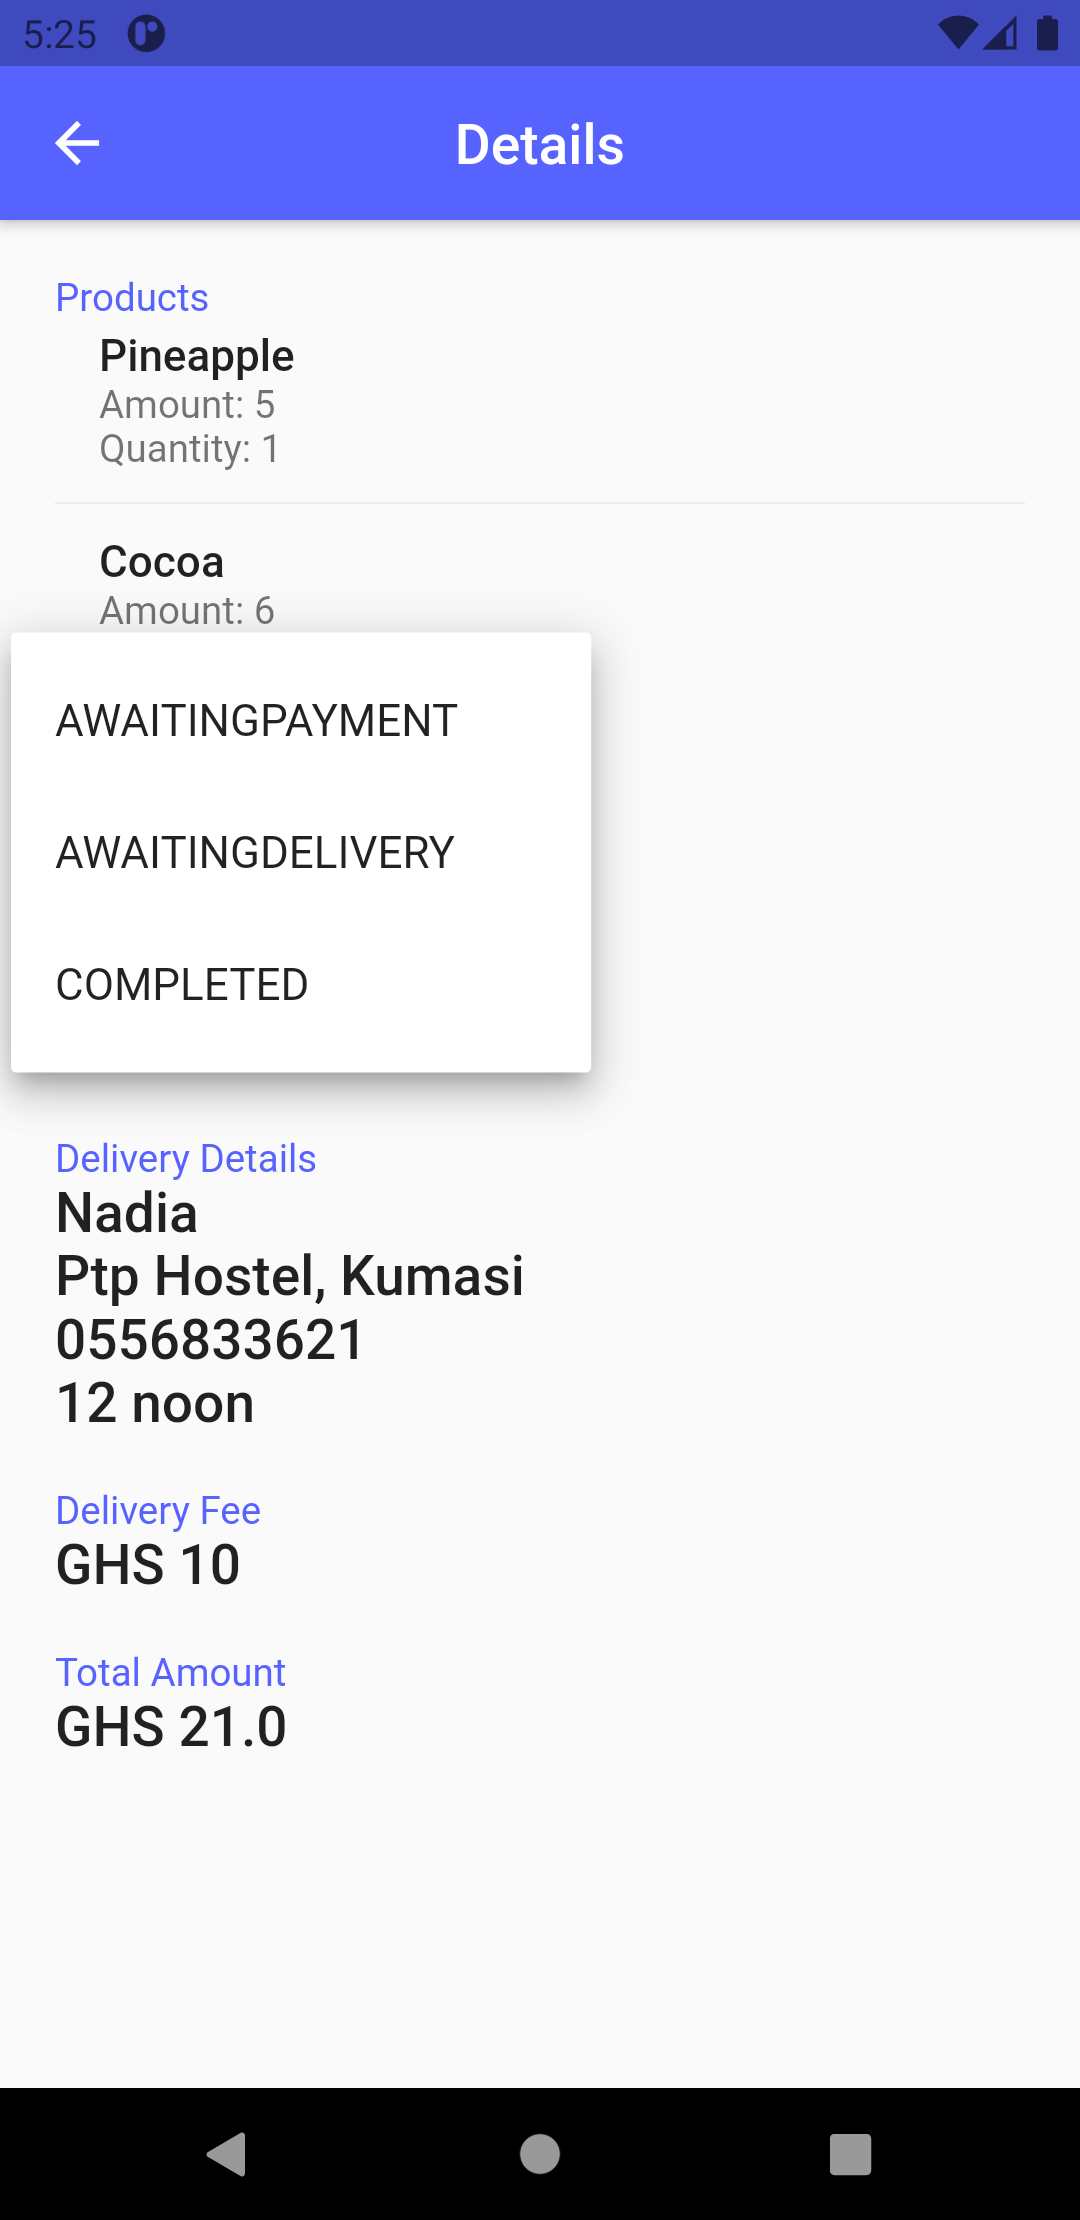 5:25
Details
Products
Pineapple
Amount: 5
Quantity: 1
Cocoa
Amount: 6
AWAITINGPAYMENT
AWAITINGDELIVERY
COMPLETED
Delivery Details
Nadia
Ptp Hostel, Kumasi
0556833621
12 noon
Delivery Fee
GHS 10
Total Amount
GHS 21.0